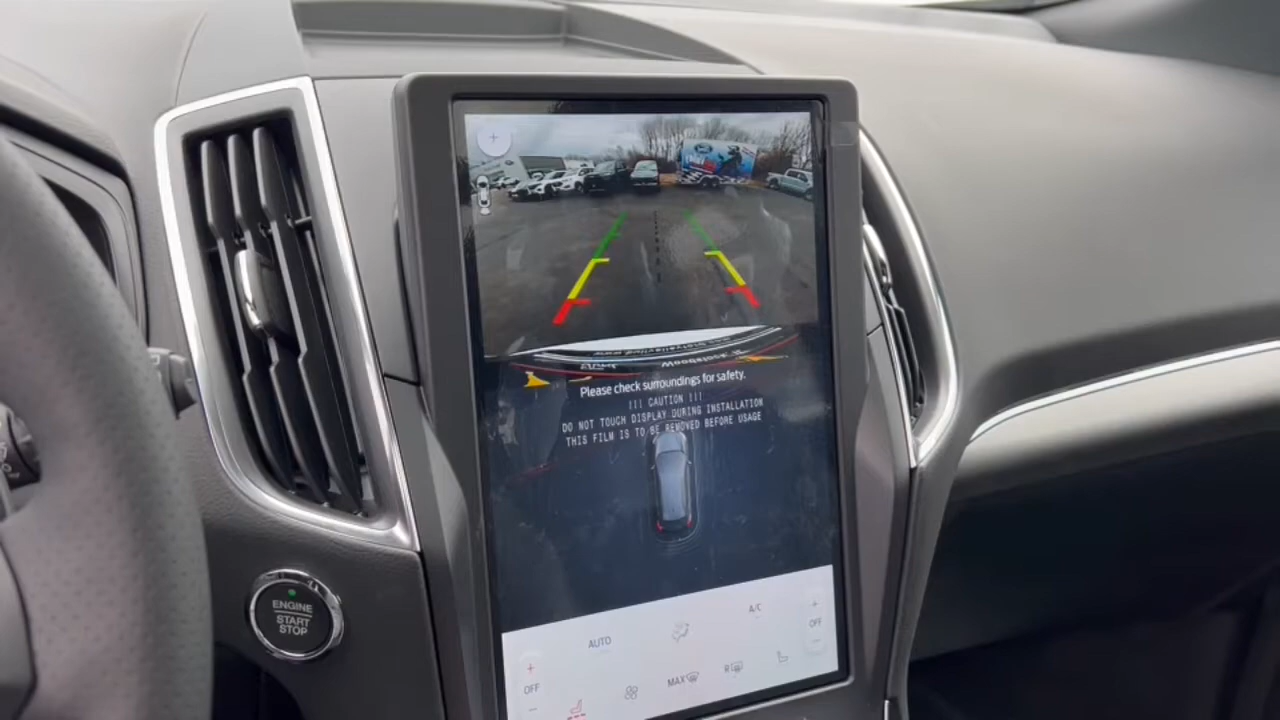 Please check surroundings for safety.
!!! CAUTION !!!
DO NOT TOUCH DISPLAY DURING INSTALLATION
THIS FILM IS TO BE REMOVED BEFORE USAGE
ENGINE
START
STOP
A/C
AUTO
OFF
OFF
MAX
R